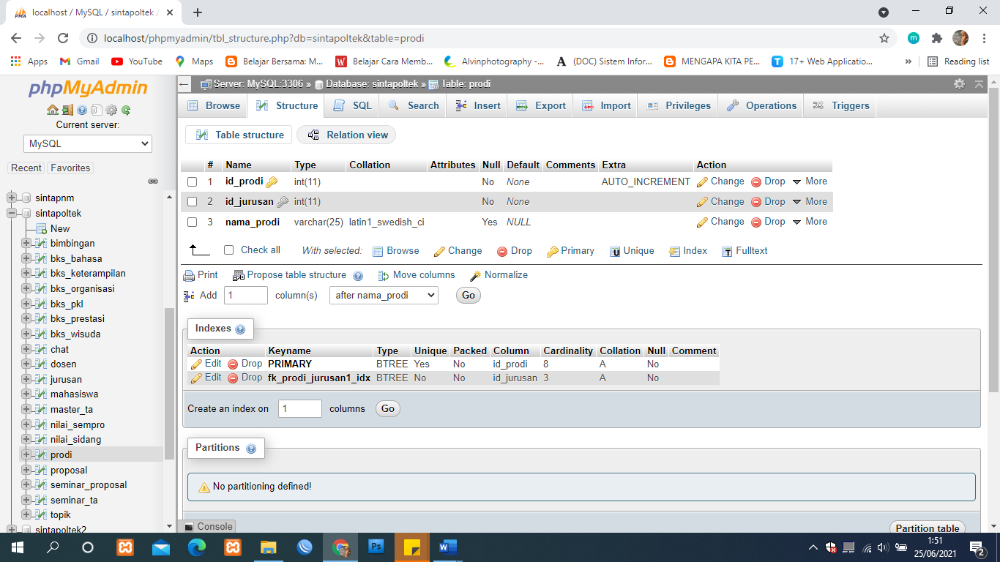 localhost / MySQL / sintapoltek /
localhost/phpmyadmin/tbl_structure.php?db=sintapoltek&table=prodi
Apps Gmail YouTube Maps Belajar Bersama: M... Belajar Cara Memb... Alvinphotography -... (DOC) Sistem Infor... MENGAPA KITA PE... 17+ Web Applicatio... » Reading list
phpMyAdmin
Current server:
MySQL
Recent Favorites
sintapnm
sintapoltek
New
bimbingan
bks_bahasa
bks_keterampilan
bks_organisasi
bks_pkl
bks_prestasi
bks_wisuda
chat
dosen
jurusan
mahasiswa
master_ta
nilai_sempro
nilai_sidang
prodi
proposal
seminar_proposal
seminar_ta
topik
sintapoltek2
Server: MySQL:3306 » Database: sintapoltek » Table: prodi
Browse Structure SQL Search Insert Export Import Privileges Operations Triggers
Table structure Relation view
# Name Type Collation Attributes Null Default Comments Extra Action
1 id_prodi int(11) No None AUTO_INCREMENT Change Drop More
2 id_jurusan int(11) No None Change Drop More
3 nama_prodi varchar(25) latin1_swedish_ci Yes NULL Change Drop More
Check all With selected: Browse Change Drop Primary Unique Index Fulltext
Print Propose table structure Move columns Normalize
Add 1 column(s) after nama_prodi Go
Indexes
Action Keyname Type Unique Packed Column Cardinality Collation Null Comment
Edit Drop PRIMARY BTREE Yes No id_prodi 8 A No
Edit Drop fk_prodi_jurusan1_idx BTREE No No id_jurusan 3 A No
Create an index on 1 columns Go
Partitions
No partitioning defined!
Partition table
Console
1:51
25/06/2021
2